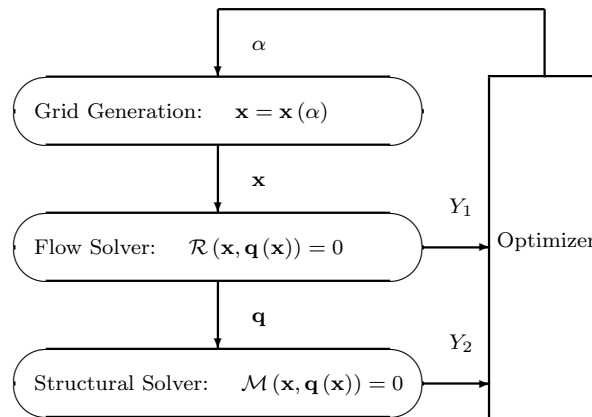 α
Grid Generation: x = x (α)
x
Flow Solver: R (x, q (x)) = 0
Y₁
Optimizer
q
Y₂
Structural Solver: M (x, q (x)) = 0